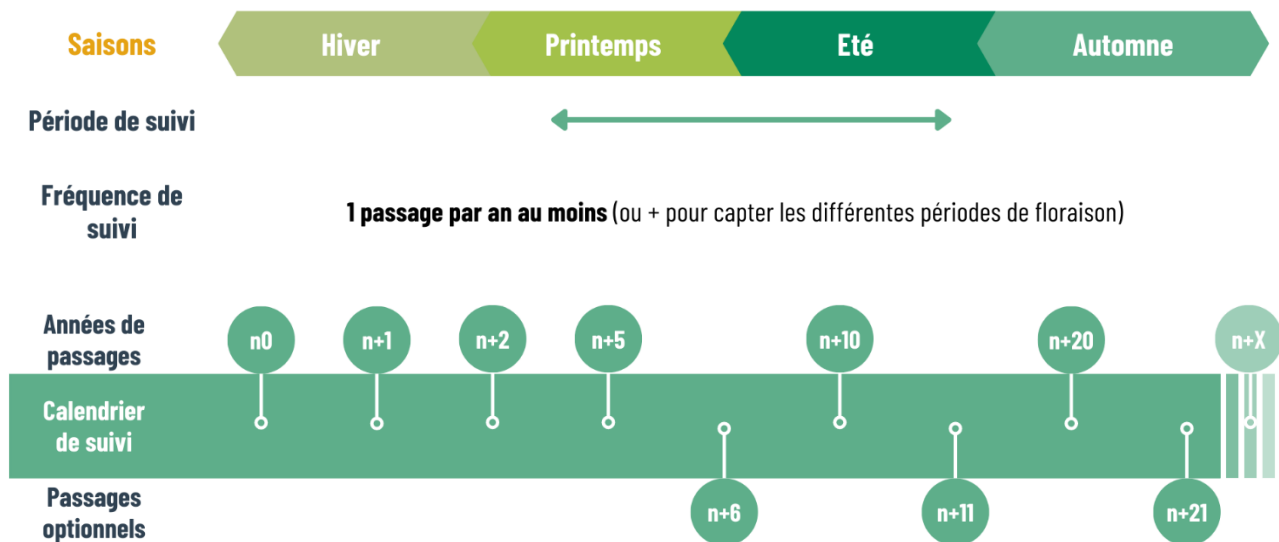 Saisons Hiver Printemps Eté Automne
Période de suivi
Fréquence de
suivi
1 passage par an au moins (ou + pour capter les différentes périodes de floraison)
Années de
passages
n0 n+1 n+2 n+5 n+10 n+20 n+X
Calendrier
de suivi
Passages
optionnels
n+6 n+11 n+21